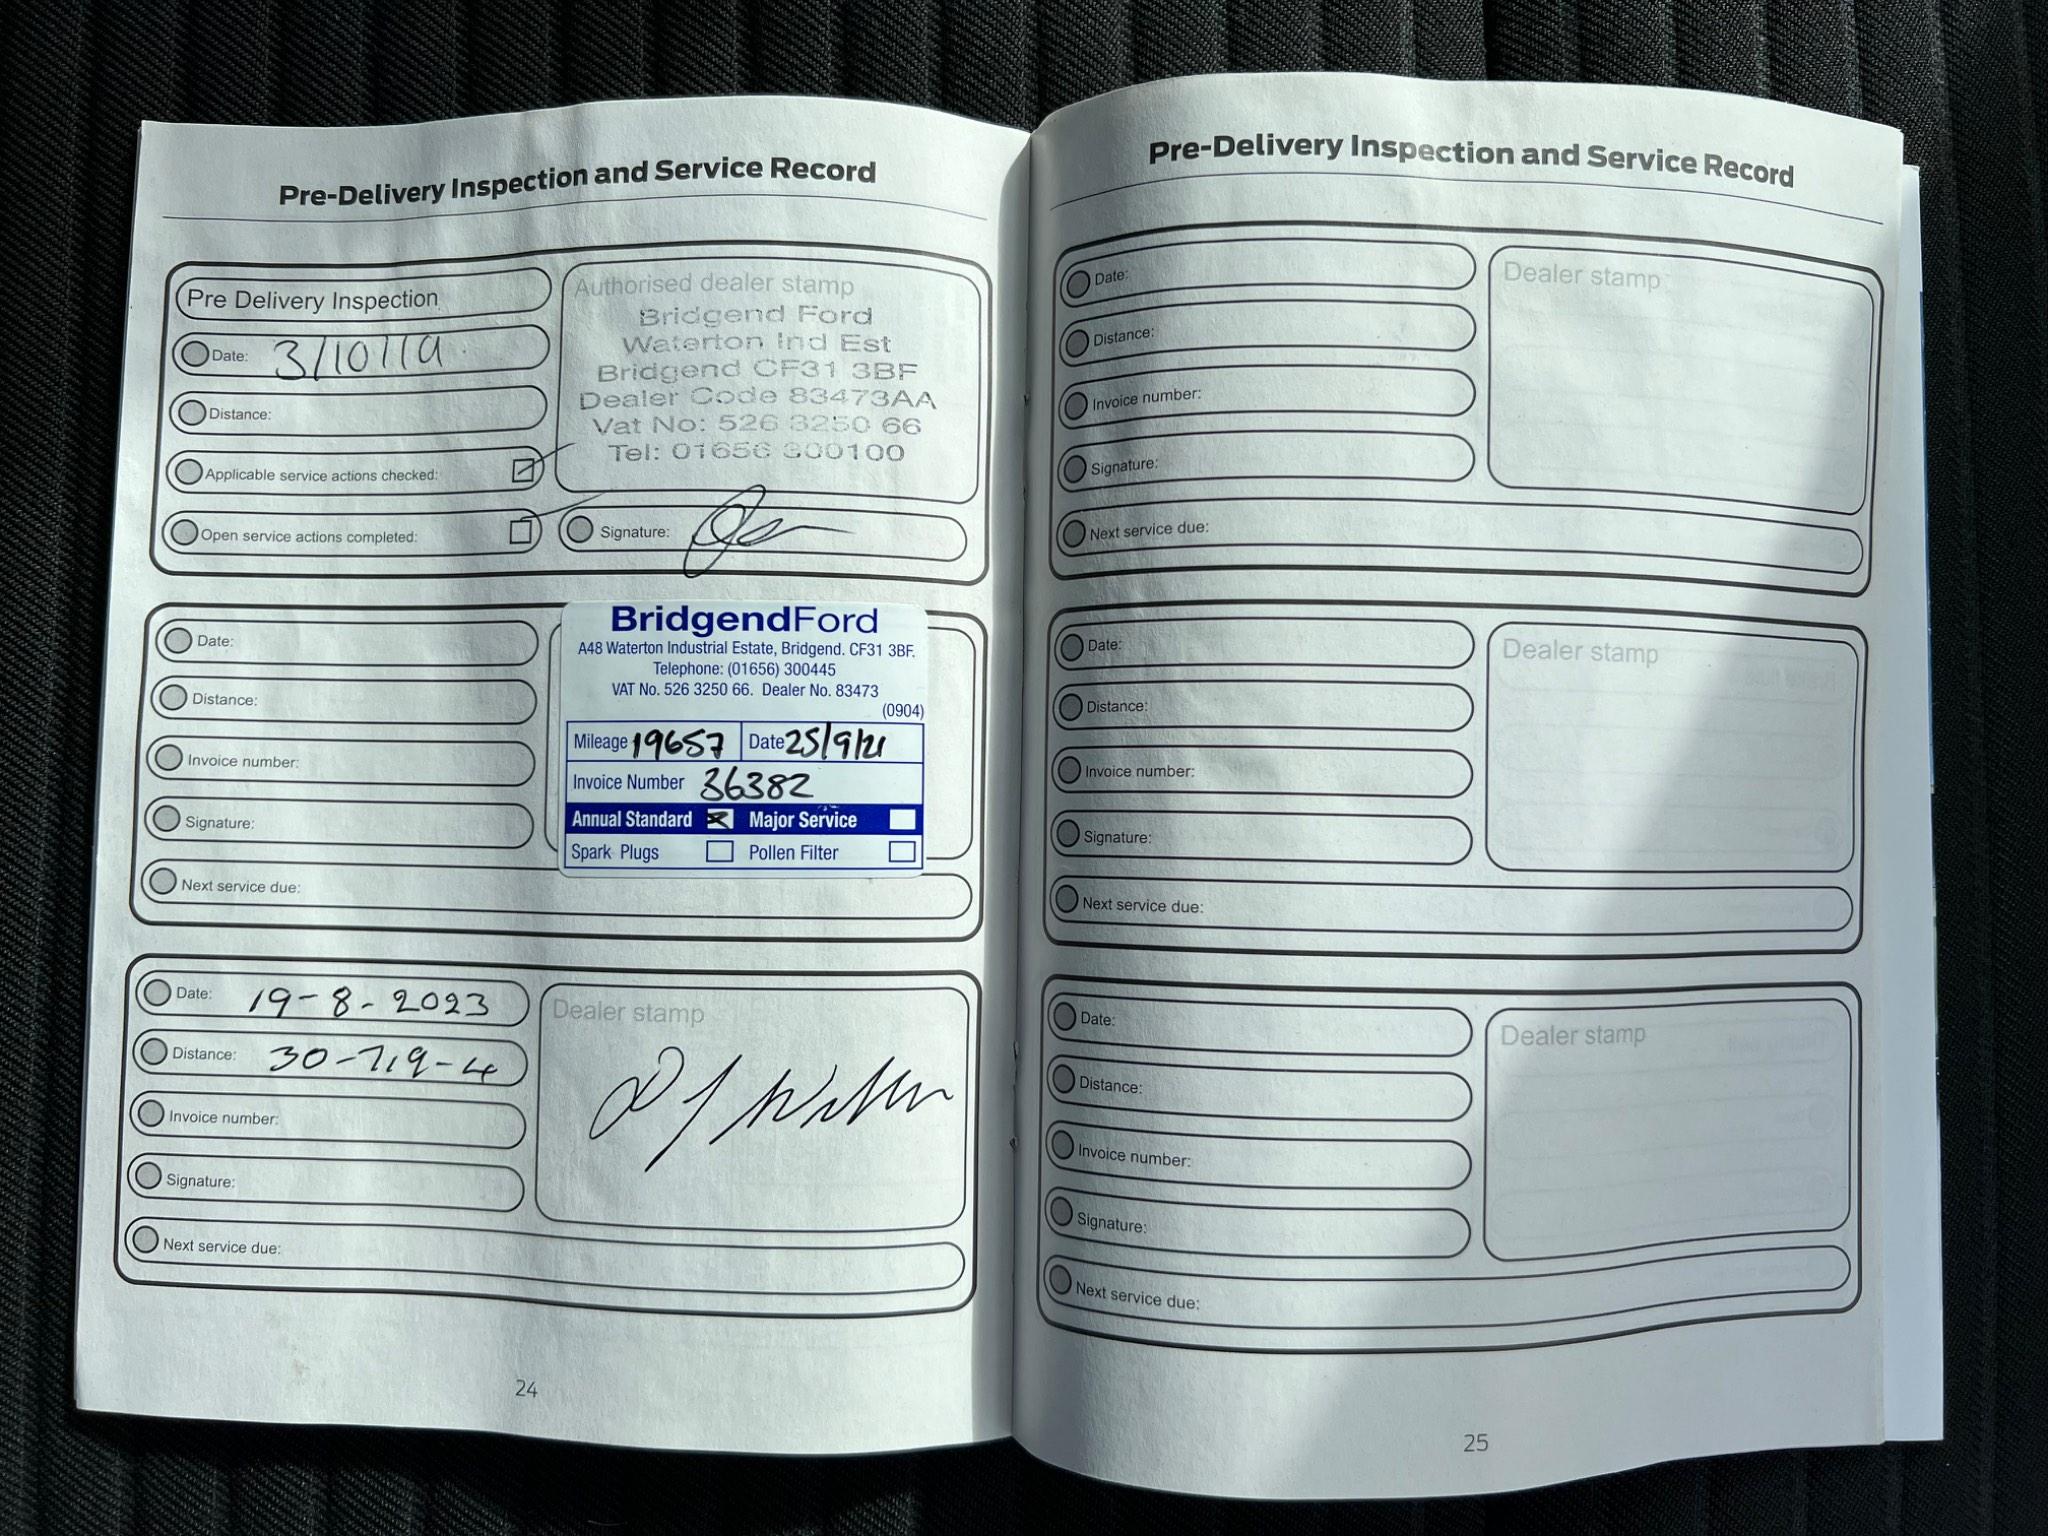 Pre-Delivery Inspection and Service Record
Pre Delivery Inspection
Date: 3/10/19
Distance:
Applicable service actions checked:
Open service actions completed:
Authorised dealer stamp
Bridgend Ford
Waterton Ind Est
Bridgend CF31 3BF
Dealer Code 83473AA
Vat No: 526 3250 66
Tel: 01656 300100
Signature:
Date:
Distance:
Invoice number:
Signature:
Next service due:
BridgendFord
A48 Waterton Industrial Estate, Bridgend. CF31 3BF.
Telephone: (01656) 300445
VAT No. 526 3250 66. Dealer No. 83473
(0904)
Mileage 19657 Date 25/9/21
Invoice Number 36382
Annual Standard Major Service
Spark Plugs Pollen Filter
Date: 19-8-2023
Distance: 30-719-4
Invoice number:
Signature:
Next service due:
Dealer stamp
24
Pre-Delivery Inspection and Service Record
Date:
Distance:
Invoice number:
Signature:
Next service due:
Dealer stamp
Date:
Distance:
Invoice number:
Signature:
Next service due:
Dealer stamp
Date:
Distance:
Invoice number:
Signature:
Next service due:
Dealer stamp
25